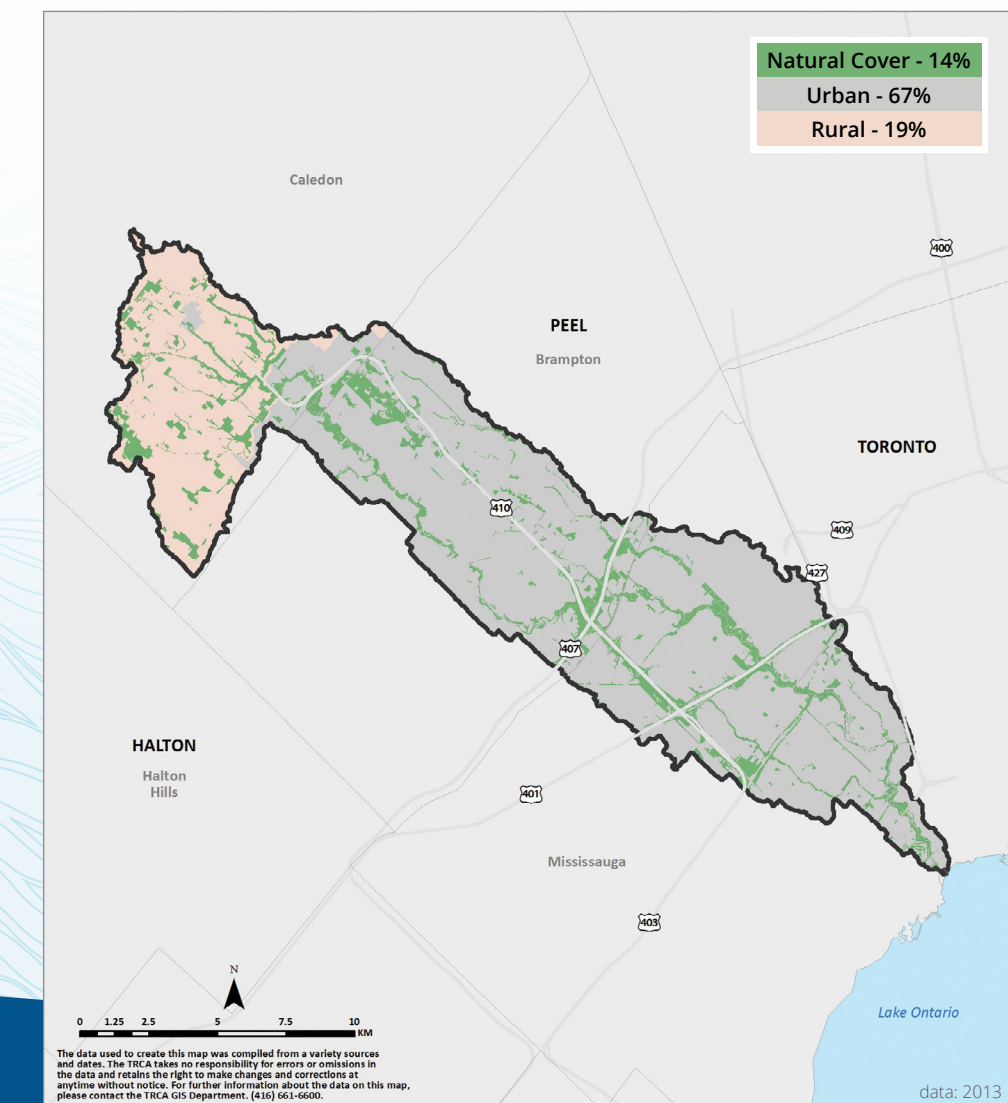 Natural Cover - 14%
Urban - 67%
Rural - 19%
Caledon
400
PEEL
Brampton
TORONTO
410
409
427
407
HALTON
Halton
Hills
401
Mississauga
403
N
0 1.25 2.5 5 7.5 10
KM
Lake Ontario
The data used to create this map was compiled from a variety sources
and dates. The TRCA takes no responsibility for errors or omissions in
the data and retains the right to make changes and corrections at
anytime without notice. For further information about the data on this map,
please contact the TRCA GIS Department. (416) 661-6600.
data: 2013